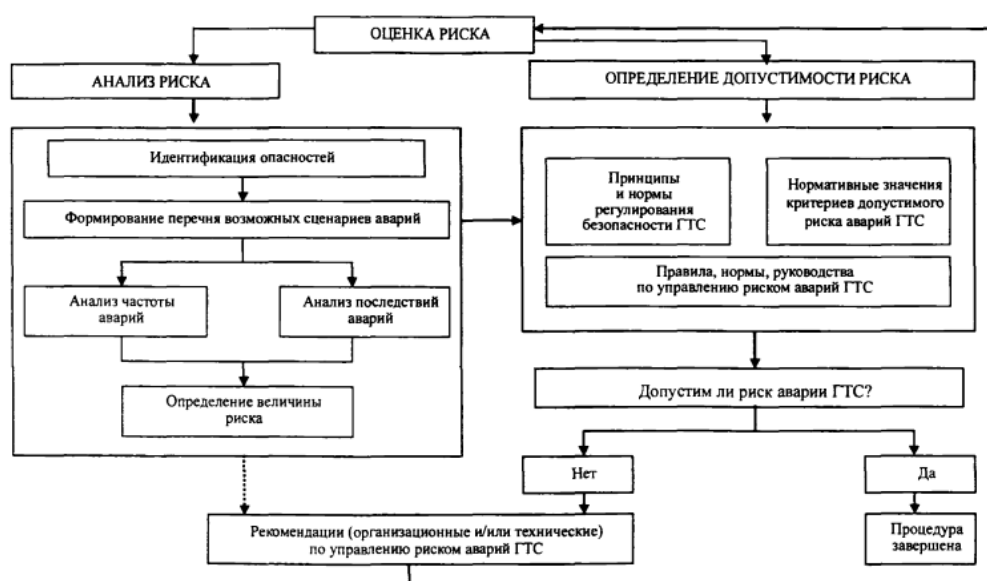 ОЦЕНКА РИСКА
АНАЛИЗ РИСКА
ОПРЕДЕЛЕНИЕ ДОПУСТИМОСТИ РИСКА
Идентификация опасностей
Формирование перечня возможных сценариев аварий
Анализ частоты
аварий
Анализ последствий
аварий
Определение величины
риска
Принципы
и нормы
регулирования
безопасности ГТС
Нормативные значения
критериев допустимого
риска аварий ГТС
Правила, нормы, руководства
по управлению риском аварий ГТС
Допустим ли риск аварии ГТС?
Нет
Да
Рекомендации (организационные и/или технические)
по управлению риском аварий ГТС
Процедура
завершена